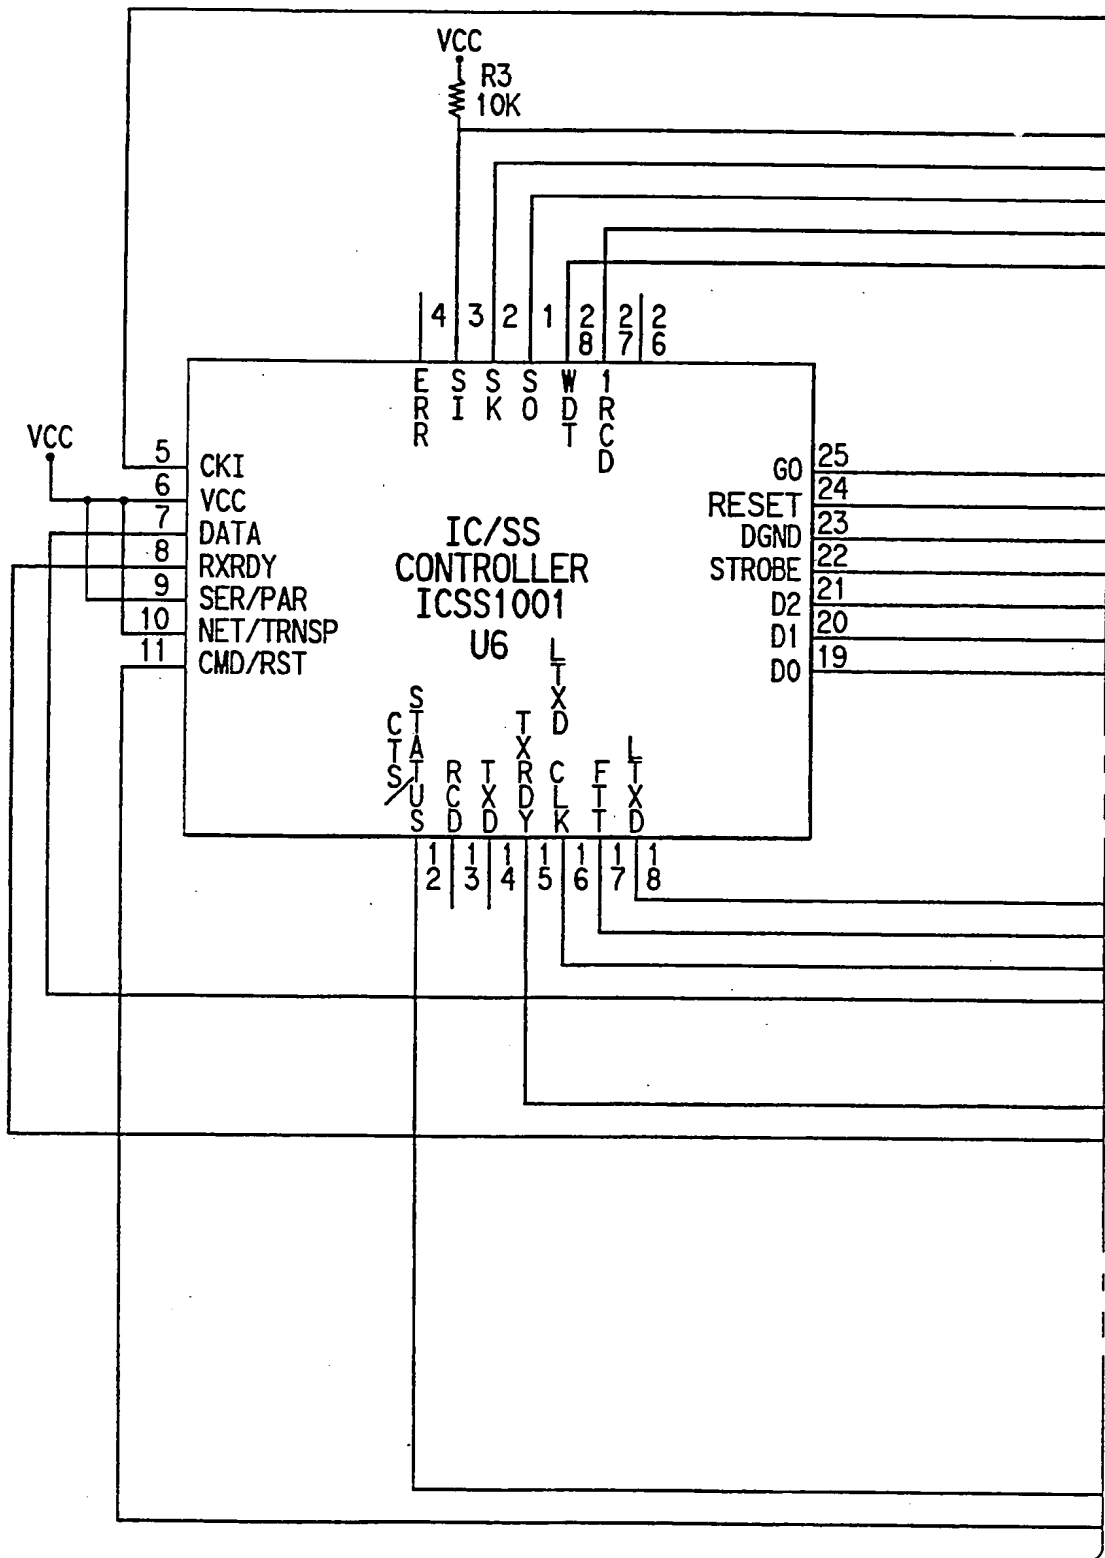 VCC
R3
10K
4 3 2 1 28 27 26
ERR SI SK SO WDT 1RCD
VCC
5 CKI
6 VCC
7 DATA
8 RXRDY
9 SER/PAR
10 NET/TRNSP
11 CMD/RST
IC/SS
CONTROLLER
ICSS1001
U6
GO 25
RESET 24
DGND 23
STROBE 22
D2 21
D1 20
D0 19
CTS/STATUS RCD TXD TXRDY LTXD CLK FTT LTXD
12 13 14 15 16 17 18